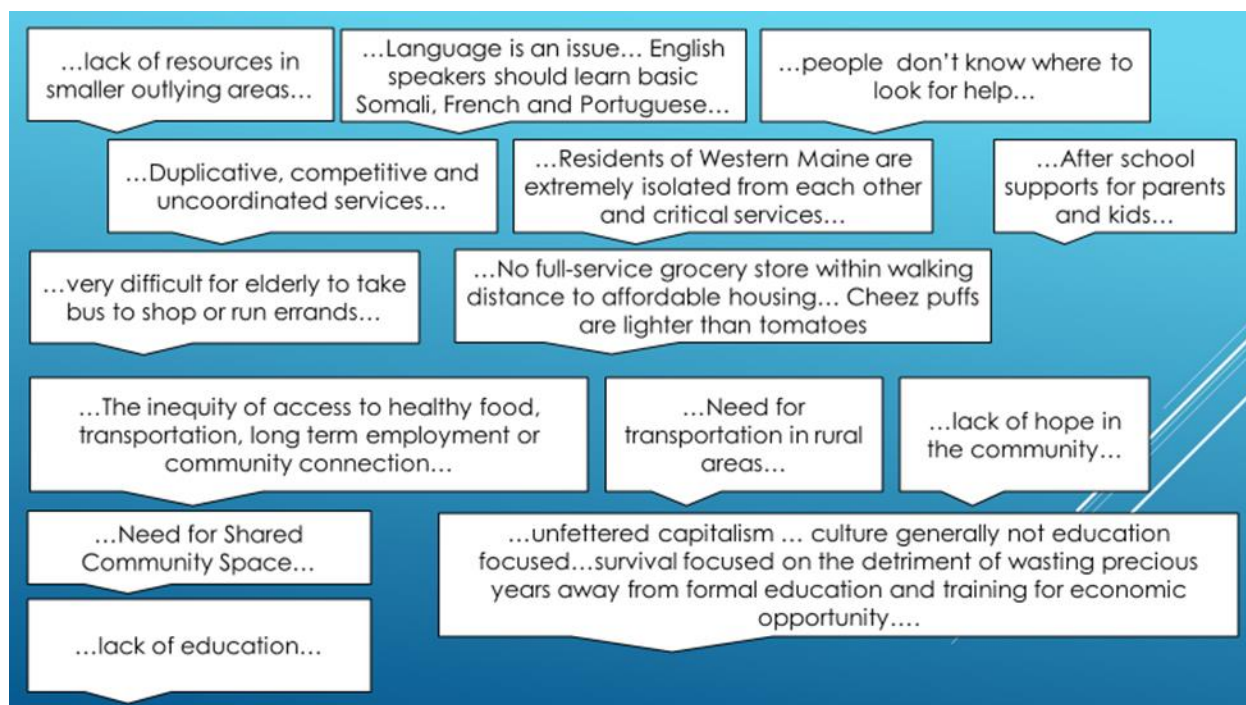 …lack of resources in
smaller outlying areas…
…Language is an issue… English
speakers should learn basic
Somali, French and Portuguese…
…people  don’t know where to
look for help…
…Duplicative, competitive and
uncoordinated services…
…Residents of Western Maine are
extremely isolated from each other
and critical services…
…After school
supports for parents
and kids…
…very difficult for elderly to take
bus to shop or run errands…
…No full-service grocery store within walking
distance to affordable housing… Cheez puffs
are lighter than tomatoes
…The inequity of access to healthy food,
transportation, long term employment or
community connection…
…Need for
transportation in rural
areas…
…lack of hope in
the community…
…Need for Shared
Community Space…
…unfettered capitalism … culture generally not education
focused…survival focused on the detriment of wasting precious
years away from formal education and training for economic
opportunity….
…lack of education…